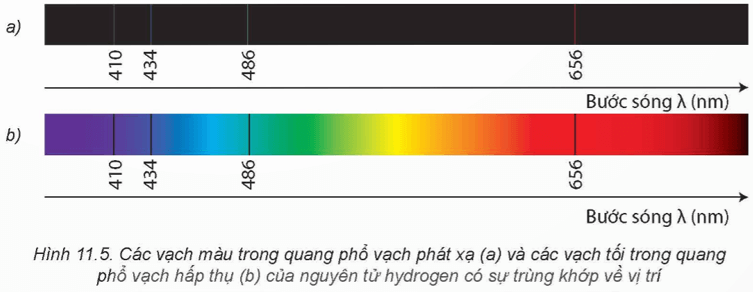 a)
410
434
486
656
Bước sóng λ (nm)
b)
410
434
486
656
Bước sóng λ (nm)
Hình 11.5. Các vạch màu trong quang phổ vạch phát xạ (a) và các vạch tối trong quang
phổ vạch hấp thụ (b) của nguyên tử hydrogen có sự trùng khớp về vị trí